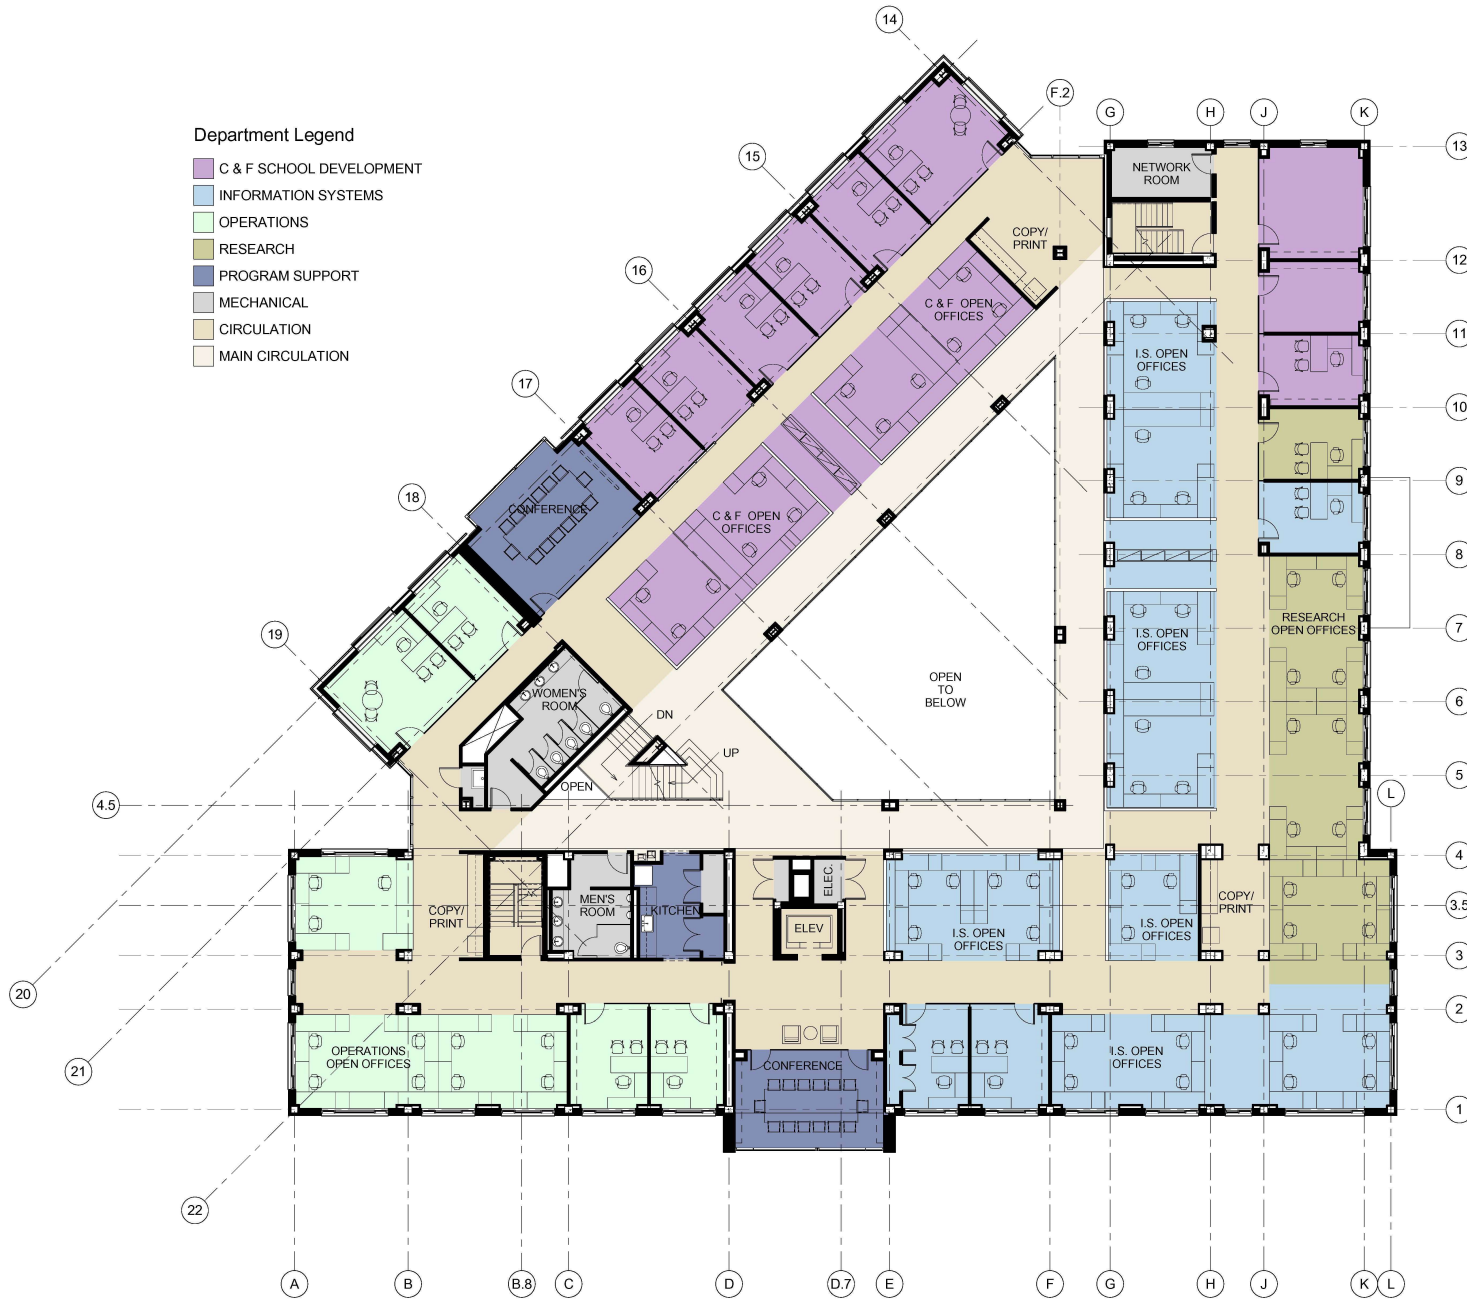 14
F.2
G
H
J
K
Department Legend
C & F SCHOOL DEVELOPMENT
INFORMATION SYSTEMS
OPERATIONS
RESEARCH
PROGRAM SUPPORT
MECHANICAL
CIRCULATION
MAIN CIRCULATION
15
13
NETWORK
ROOM
COPY/
PRINT
16
12
C & F OPEN
OFFICES
11
I.S. OPEN
OFFICES
17
10
9
18
CONFERENCE
C & F OPEN
OFFICES
8
19
RESEARCH
OPEN OFFICES
I.S. OPEN
OFFICES
7
OPEN
TO
BELOW
WOMEN'S
ROOM
6
DN
UP
OPEN
5
4.5
L
4
ELEC.
COPY/
PRINT
MEN'S
ROOM
KITCHEN
ELEV
I.S. OPEN
OFFICES
I.S. OPEN
OFFICES
COPY/
PRINT
3.5
3
20
2
OPERATIONS
OPEN OFFICES
CONFERENCE
I.S. OPEN
OFFICES
21
1
22
A
B
B.8
C
D
D.7
E
F
G
H
J
K
L